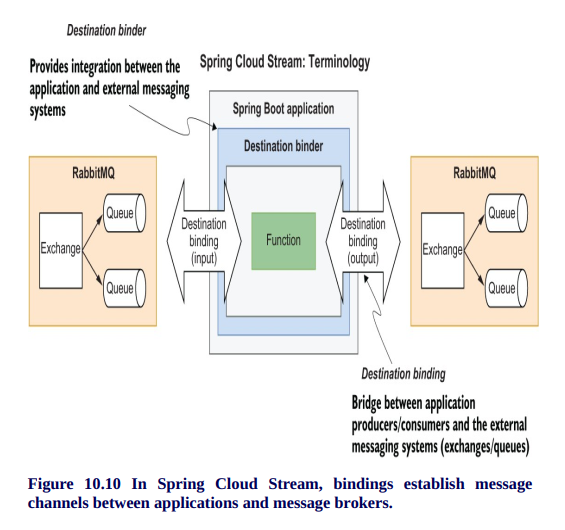 Destination binder
Provides integration between the
application and external messaging
systems
Spring Cloud Stream: Terminology
Spring Boot application
Destination binder
RabbitMQ
Exchange
Queue
Queue
Destination
binding
(input)
Function
Destination
binding
(output)
RabbitMQ
Exchange
Queue
Queue
Destination binding
Bridge between application
producers/consumers and the external
messaging systems (exchanges/queues)
Figure 10.10 In Spring Cloud Stream, bindings establish message
channels between applications and message brokers.